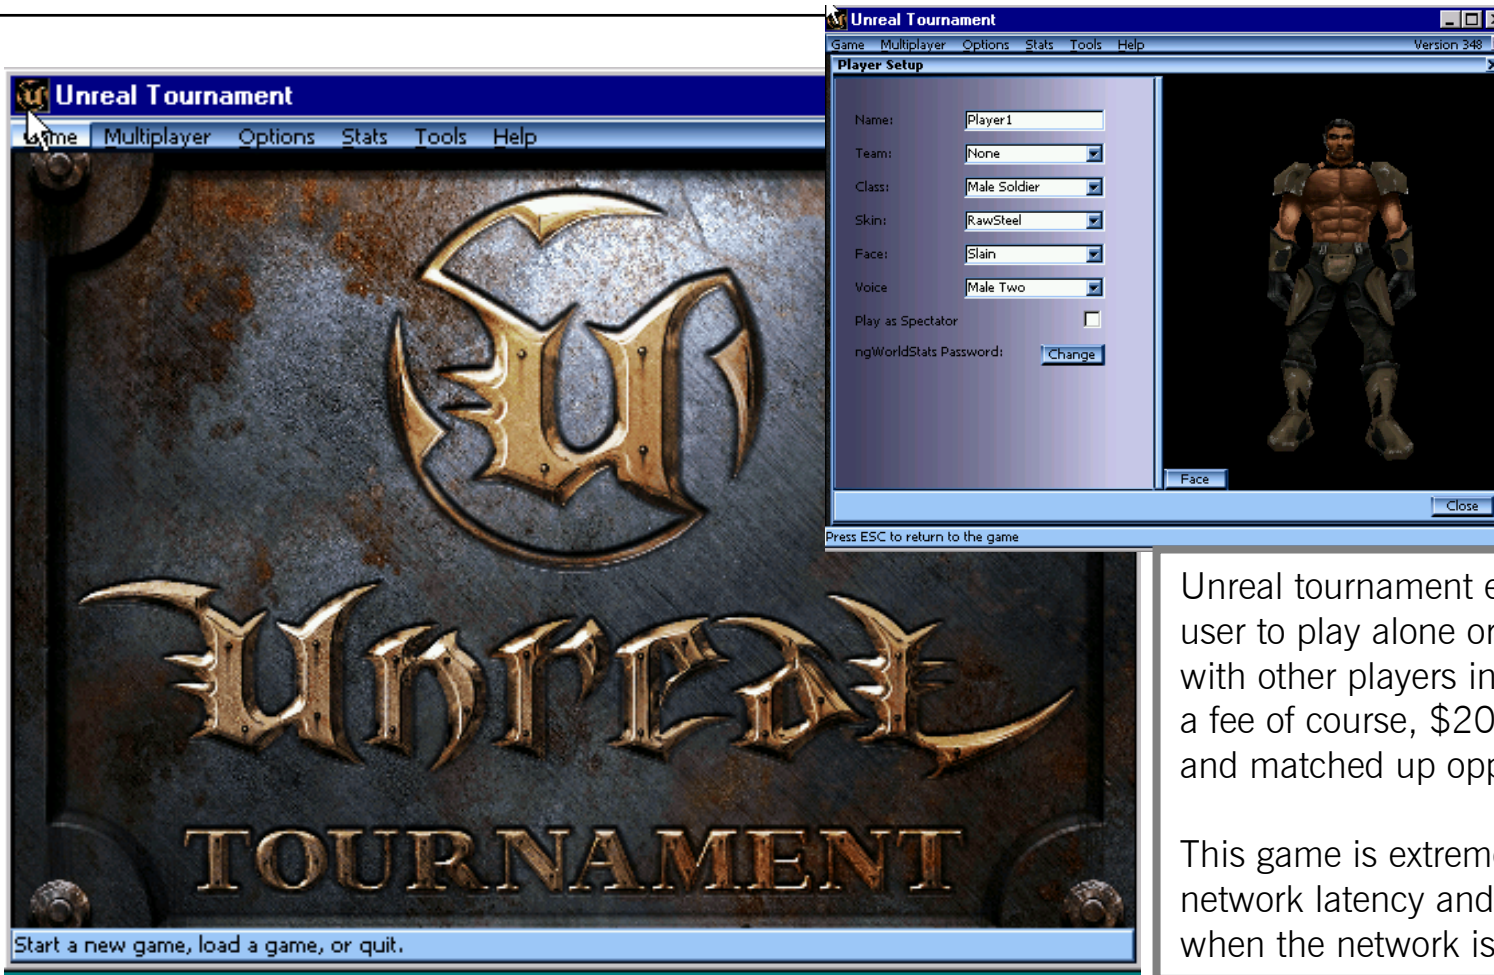 Unreal Tournament
Game Multiplayer Options Stats Tools Help
UNREAL
TOURNAMENT
Start a new game, load a game, or quit.
Unreal Tournament
Game Multiplayer Options Stats Tools Help Version 348
Player Setup
Name: Player1
Team: None
Class: Male Soldier
Skin: RawSteel
Face: Slain
Voice Male Two
Play as Spectator
ngWorldStats Password: Change
Face
Close
Press ESC to return to the game
Unreal tournament
user to play alone or
with other players in
a fee of course, $20
and matched up
This game is
network latency and
when the network is